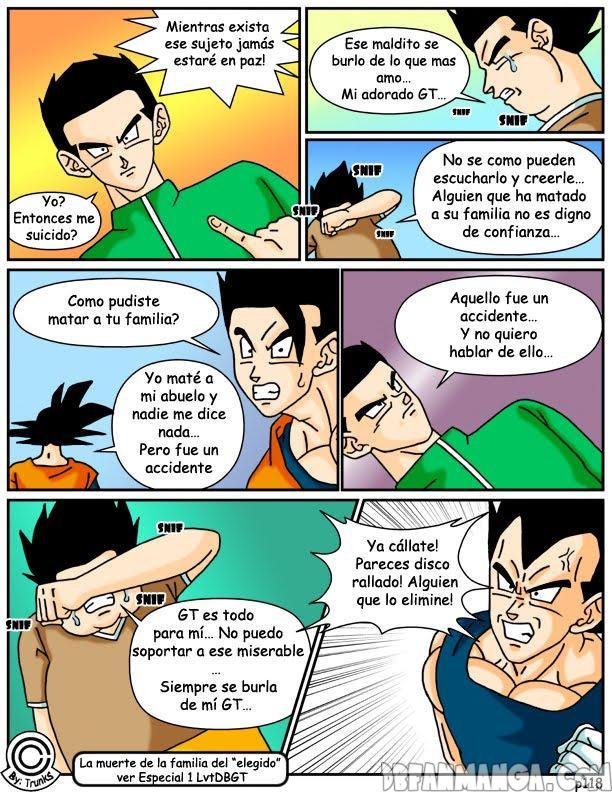 Mientras exista
ese sujeto jamás
estaré en paz!
Yo?
Entonces me
suicido?
Ese maldito se
burlo de lo que mas
amo...
Mi adorado GT...
SNIF
SNIF
No se como pueden
escucharlo y creerle...
Alguien que ha matado
a su familia no es digno
de confianza...
SNIF
SNIF
SNIF
Como pudiste
matar a tu familia?
Yo maté a
mi abuelo y
nadie me dice
nada...
Pero fue un
accidente
Aquello fue un
accidente...
Y no quiero
hablar de ello...
SNIF
SNIF
SNIF
GT es todo
para mí... No puedo
soportar a ese miserable
...
Siempre se burla
de mí GT...
Ya cállate!
Pareces disco
rallado! Alguien
que lo elimine!
C
By: TrunkS
La muerte de la familia del "elegido"
ver Especial 1 LvtDBGT
DBFANMANGA.COM
p118